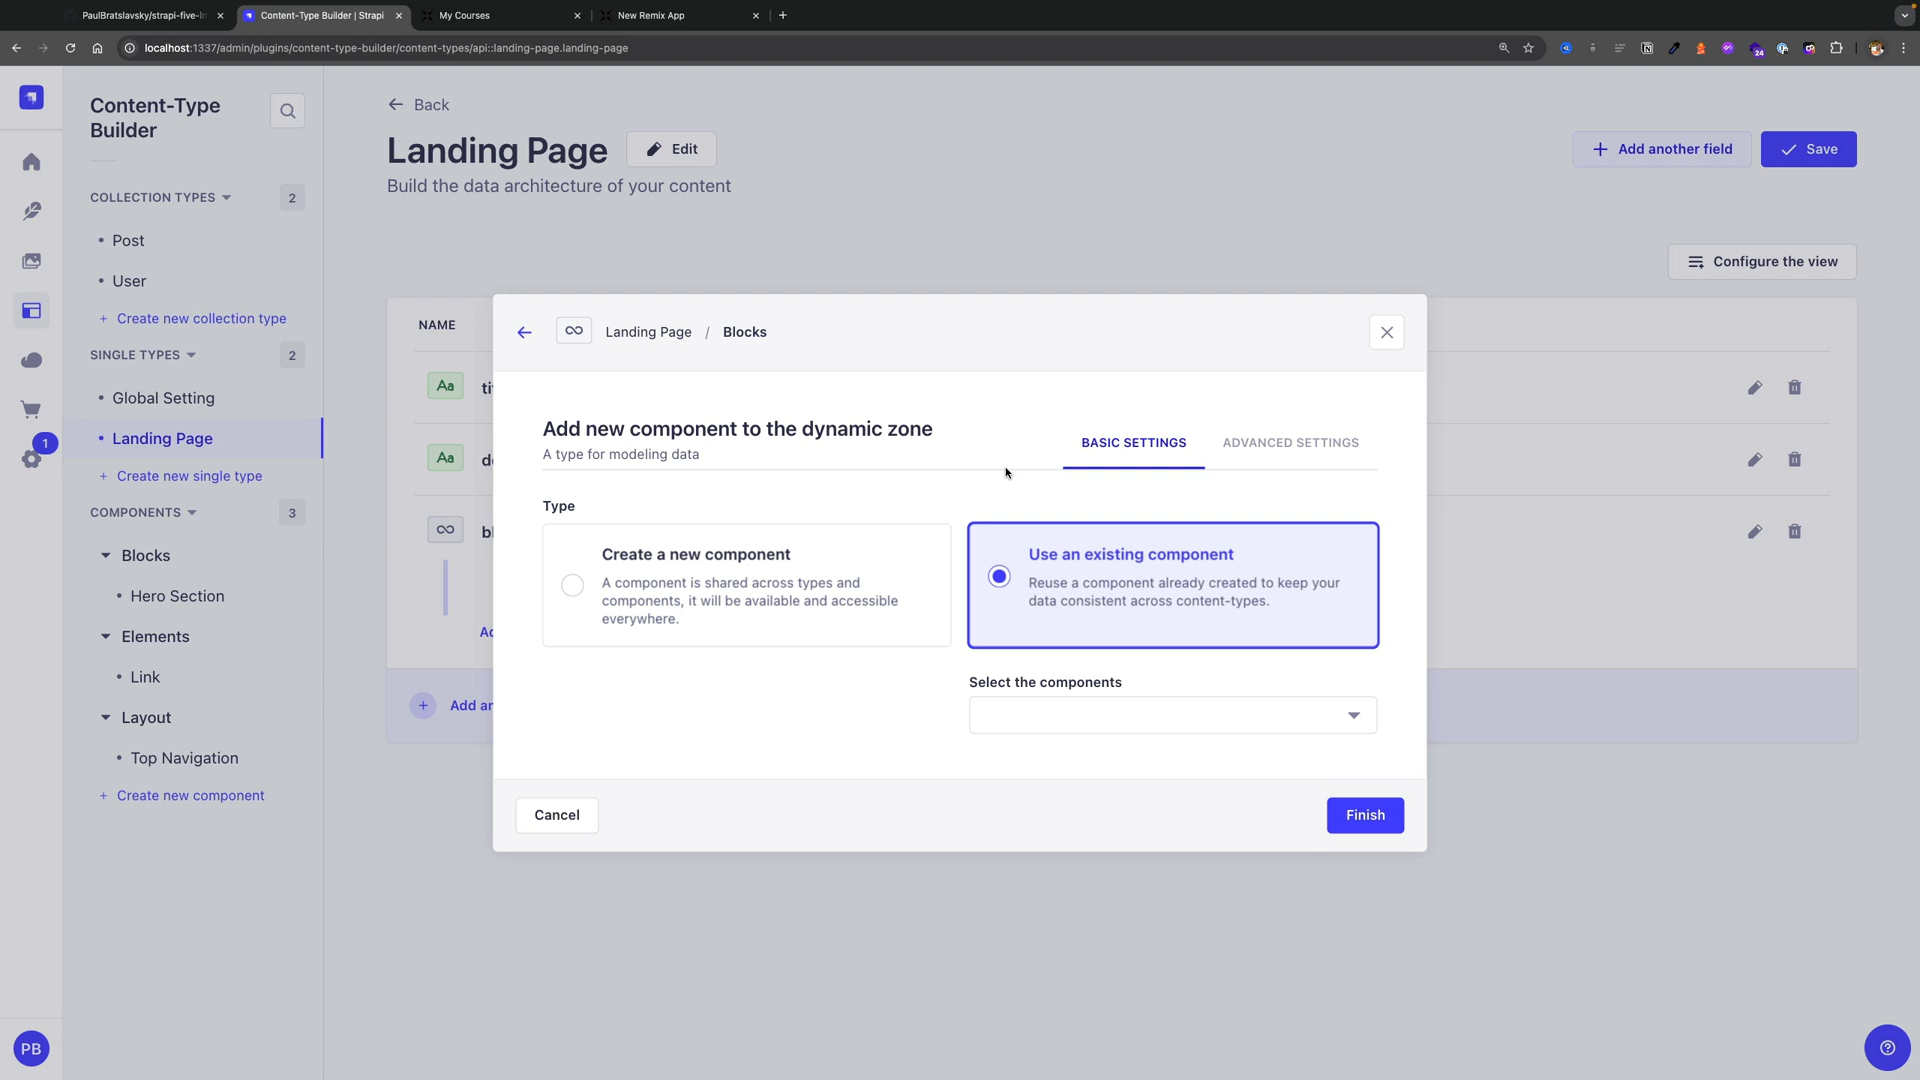 PaulBratslavsky/strapi-five-In
Content-Type Builder | Strapi
My Courses
New Remix App
localhost:1337/admin/plugins/content-type-builder/content-types/api::landing-page.landing-page
24
Content-Type
Builder
Back
Landing Page
Edit
Add another field
Save
Build the data architecture of your content
COLLECTION TYPES
2
Post
User
+ Create new collection type
Configure the view
SINGLE TYPES
2
Global Setting
Landing Page
+ Create new single type
1
COMPONENTS
3
Blocks
Hero Section
Elements
Link
Layout
Top Navigation
+ Create new component
PB
NAME
Aa
Aa
Landing Page / Blocks
Add new component to the dynamic zone
A type for modeling data
BASIC SETTINGS
ADVANCED SETTINGS
Type
Create a new component
A component is shared across types and
components, it will be available and accessible
everywhere.
Use an existing component
Reuse a component already created to keep your
data consistent across content-types.
Select the components
Cancel
Finish